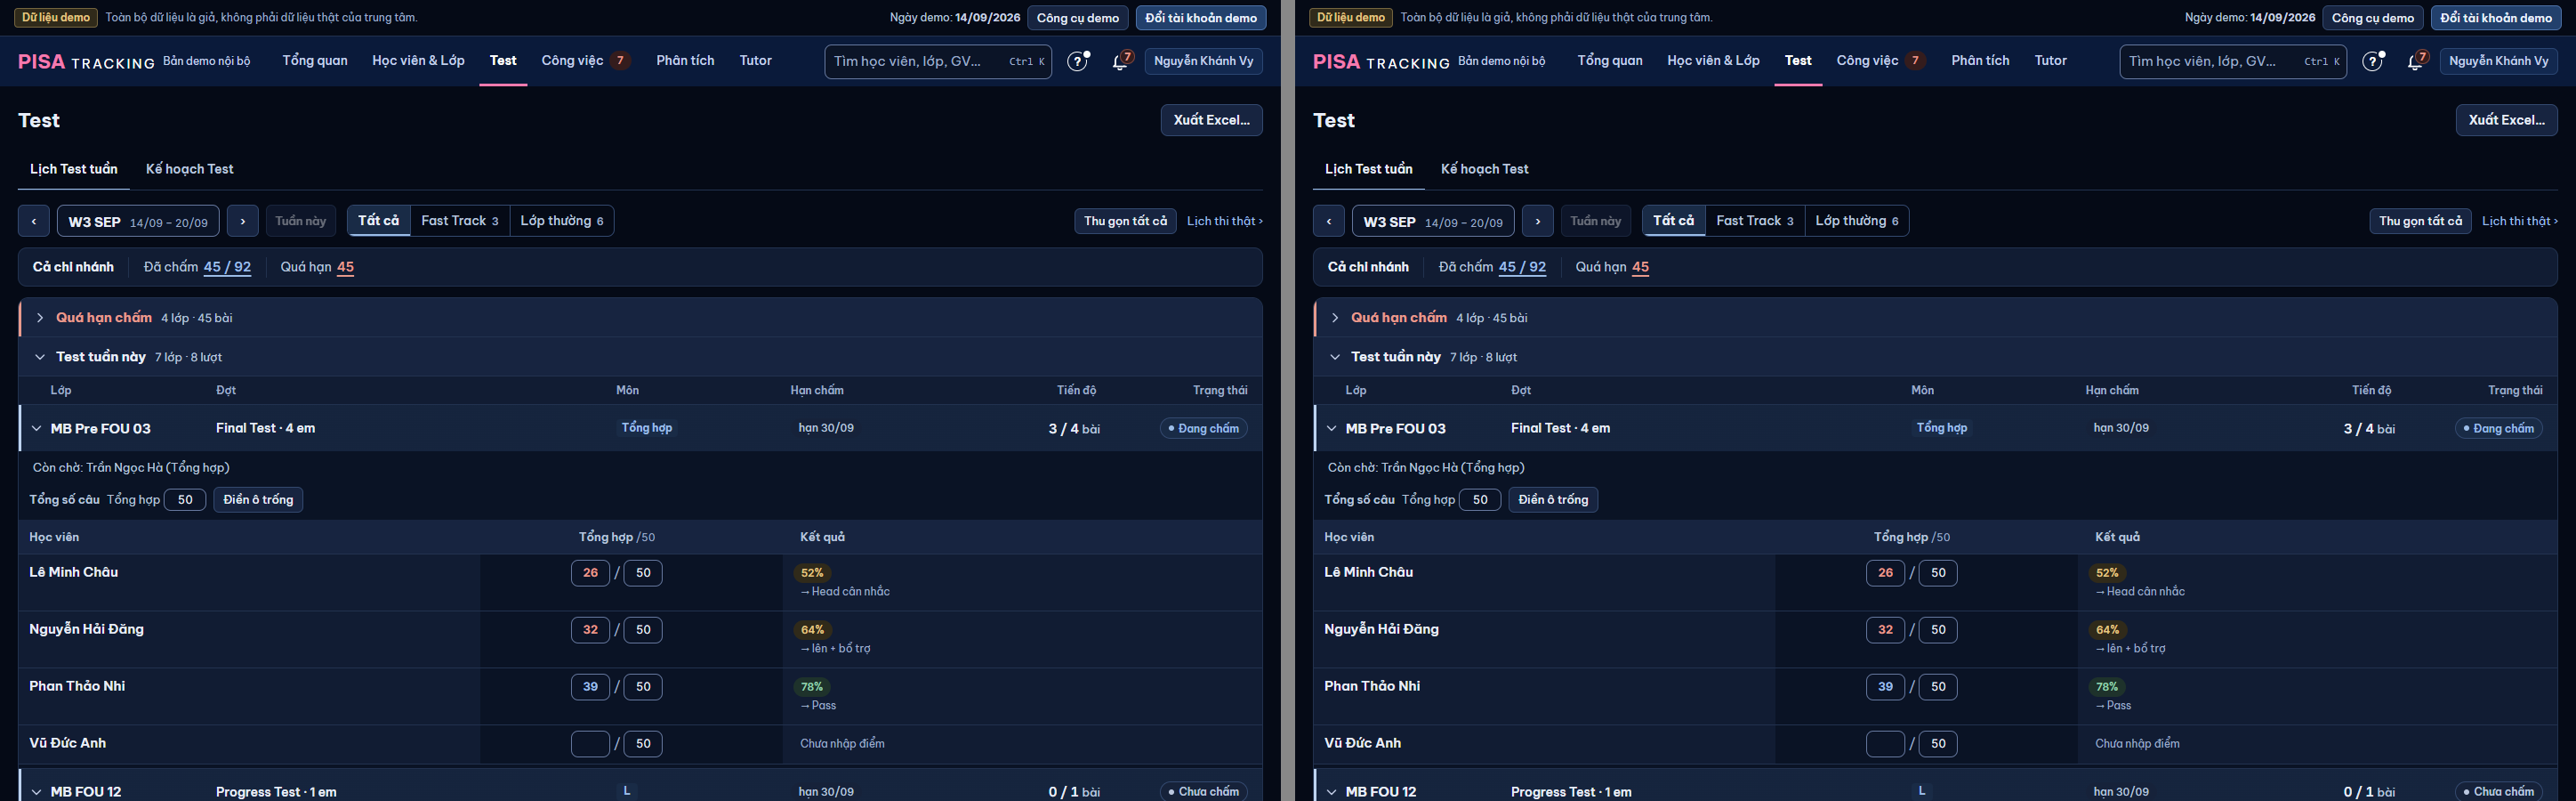 Dữ liệu demo Toàn bộ dữ liệu là giả, không phải dữ liệu thật của trung tâm. Ngày demo: 14/09/2026 Công cụ demo Đổi tài khoản demo
PISA TRACKING Bản demo nội bộ Tổng quan Học viên & Lớp Test Công việc 7 Phân tích Tutor Tìm học viên, lớp, GV... Ctrl K ? 7 Nguyễn Khánh Vy
Test Xuất Excel...
Lịch Test tuần Kế hoạch Test
‹ W3 SEP 14/09 – 20/09 › Tuần này Tất cả Fast Track 3 Lớp thường 6 Thu gọn tất cả Lịch thi thật ›
Cả chi nhánh Đã chấm 45 / 92 Quá hạn 45
Quá hạn chấm 4 lớp · 45 bài
Test tuần này 7 lớp · 8 lượt
Lớp Đợt Môn Hạn chấm Tiến độ Trạng thái
MB Pre FOU 03 Final Test · 4 em Tổng hợp hạn 30/09 3 / 4 bài Đang chấm
Còn chờ: Trần Ngọc Hà (Tổng hợp)
Tổng số câu Tổng hợp 50 Điền ô trống
Học viên Tổng hợp /50 Kết quả
Lê Minh Châu 26 / 50 52%
→ Head cân nhắc
Nguyễn Hải Đăng 32 / 50 64%
→ lên + bổ trợ
Phan Thảo Nhi 39 / 50 78%
→ Pass
Vũ Đức Anh / 50 Chưa nhập điểm
MB FOU 12 Progress Test · 1 em L hạn 30/09 0 / 1 bài Chưa chấm
Dữ liệu demo Toàn bộ dữ liệu là giả, không phải dữ liệu thật của trung tâm. Ngày demo: 14/09/2026 Công cụ demo Đổi tài khoản demo
PISA TRACKING Bản demo nội bộ Tổng quan Học viên & Lớp Test Công việc 7 Phân tích Tutor Tìm học viên, lớp, GV... Ctrl K ? 7 Nguyễn Khánh Vy
Test Xuất Excel...
Lịch Test tuần Kế hoạch Test
‹ W3 SEP 14/09 – 20/09 › Tuần này Tất cả Fast Track 3 Lớp thường 6 Thu gọn tất cả Lịch thi thật ›
Cả chi nhánh Đã chấm 45 / 92 Quá hạn 45
Quá hạn chấm 4 lớp · 45 bài
Test tuần này 7 lớp · 8 lượt
Lớp Đợt Môn Hạn chấm Tiến độ Trạng thái
MB Pre FOU 03 Final Test · 4 em Tổng hợp hạn 30/09 3 / 4 bài Đang chấm
Còn chờ: Trần Ngọc Hà (Tổng hợp)
Tổng số câu Tổng hợp 50 Điền ô trống
Học viên Tổng hợp /50 Kết quả
Lê Minh Châu 26 / 50 52%
→ Head cân nhắc
Nguyễn Hải Đăng 32 / 50 64%
→ lên + bổ trợ
Phan Thảo Nhi 39 / 50 78%
→ Pass
Vũ Đức Anh / 50 Chưa nhập điểm
MB FOU 12 Progress Test · 1 em L hạn 30/09 0 / 1 bài Chưa chấm